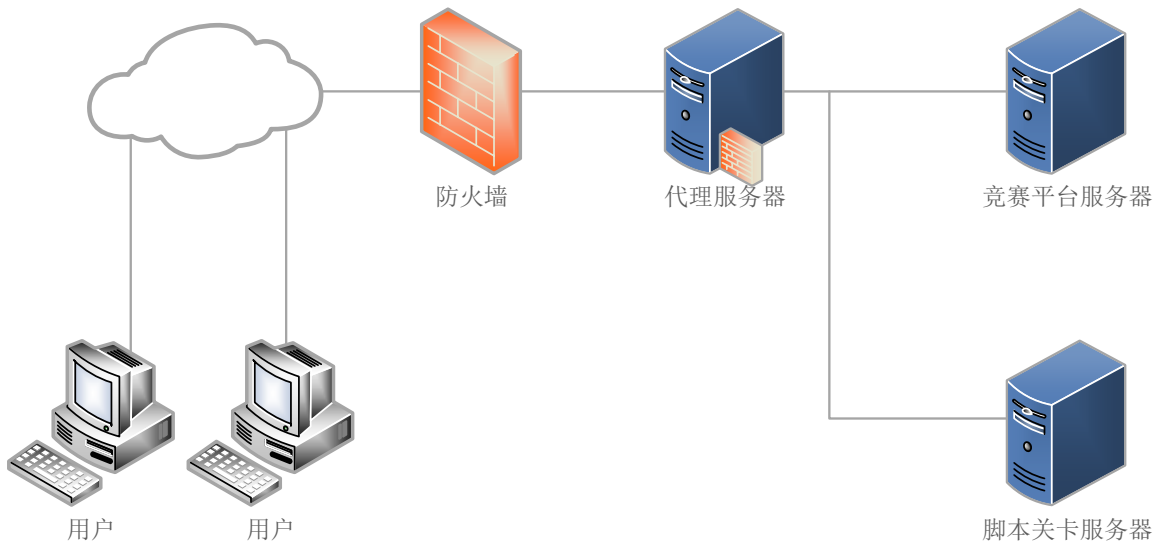 防火墙
代理服务器
竞赛平台服务器
用户
用户
脚本关卡服务器